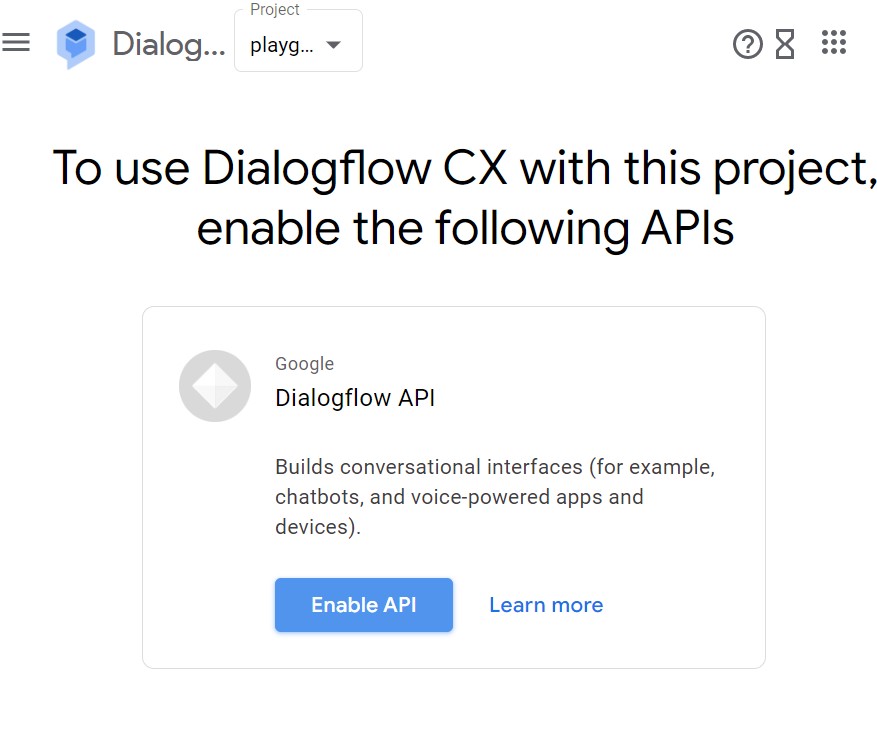 Project
Dialog...
playg...
To use Dialogflow CX with this project,
enable the following APIs
Google
Dialogflow API
Builds conversational interfaces (for example,
chatbots, and voice-powered apps and
devices).
Enable API
Learn more